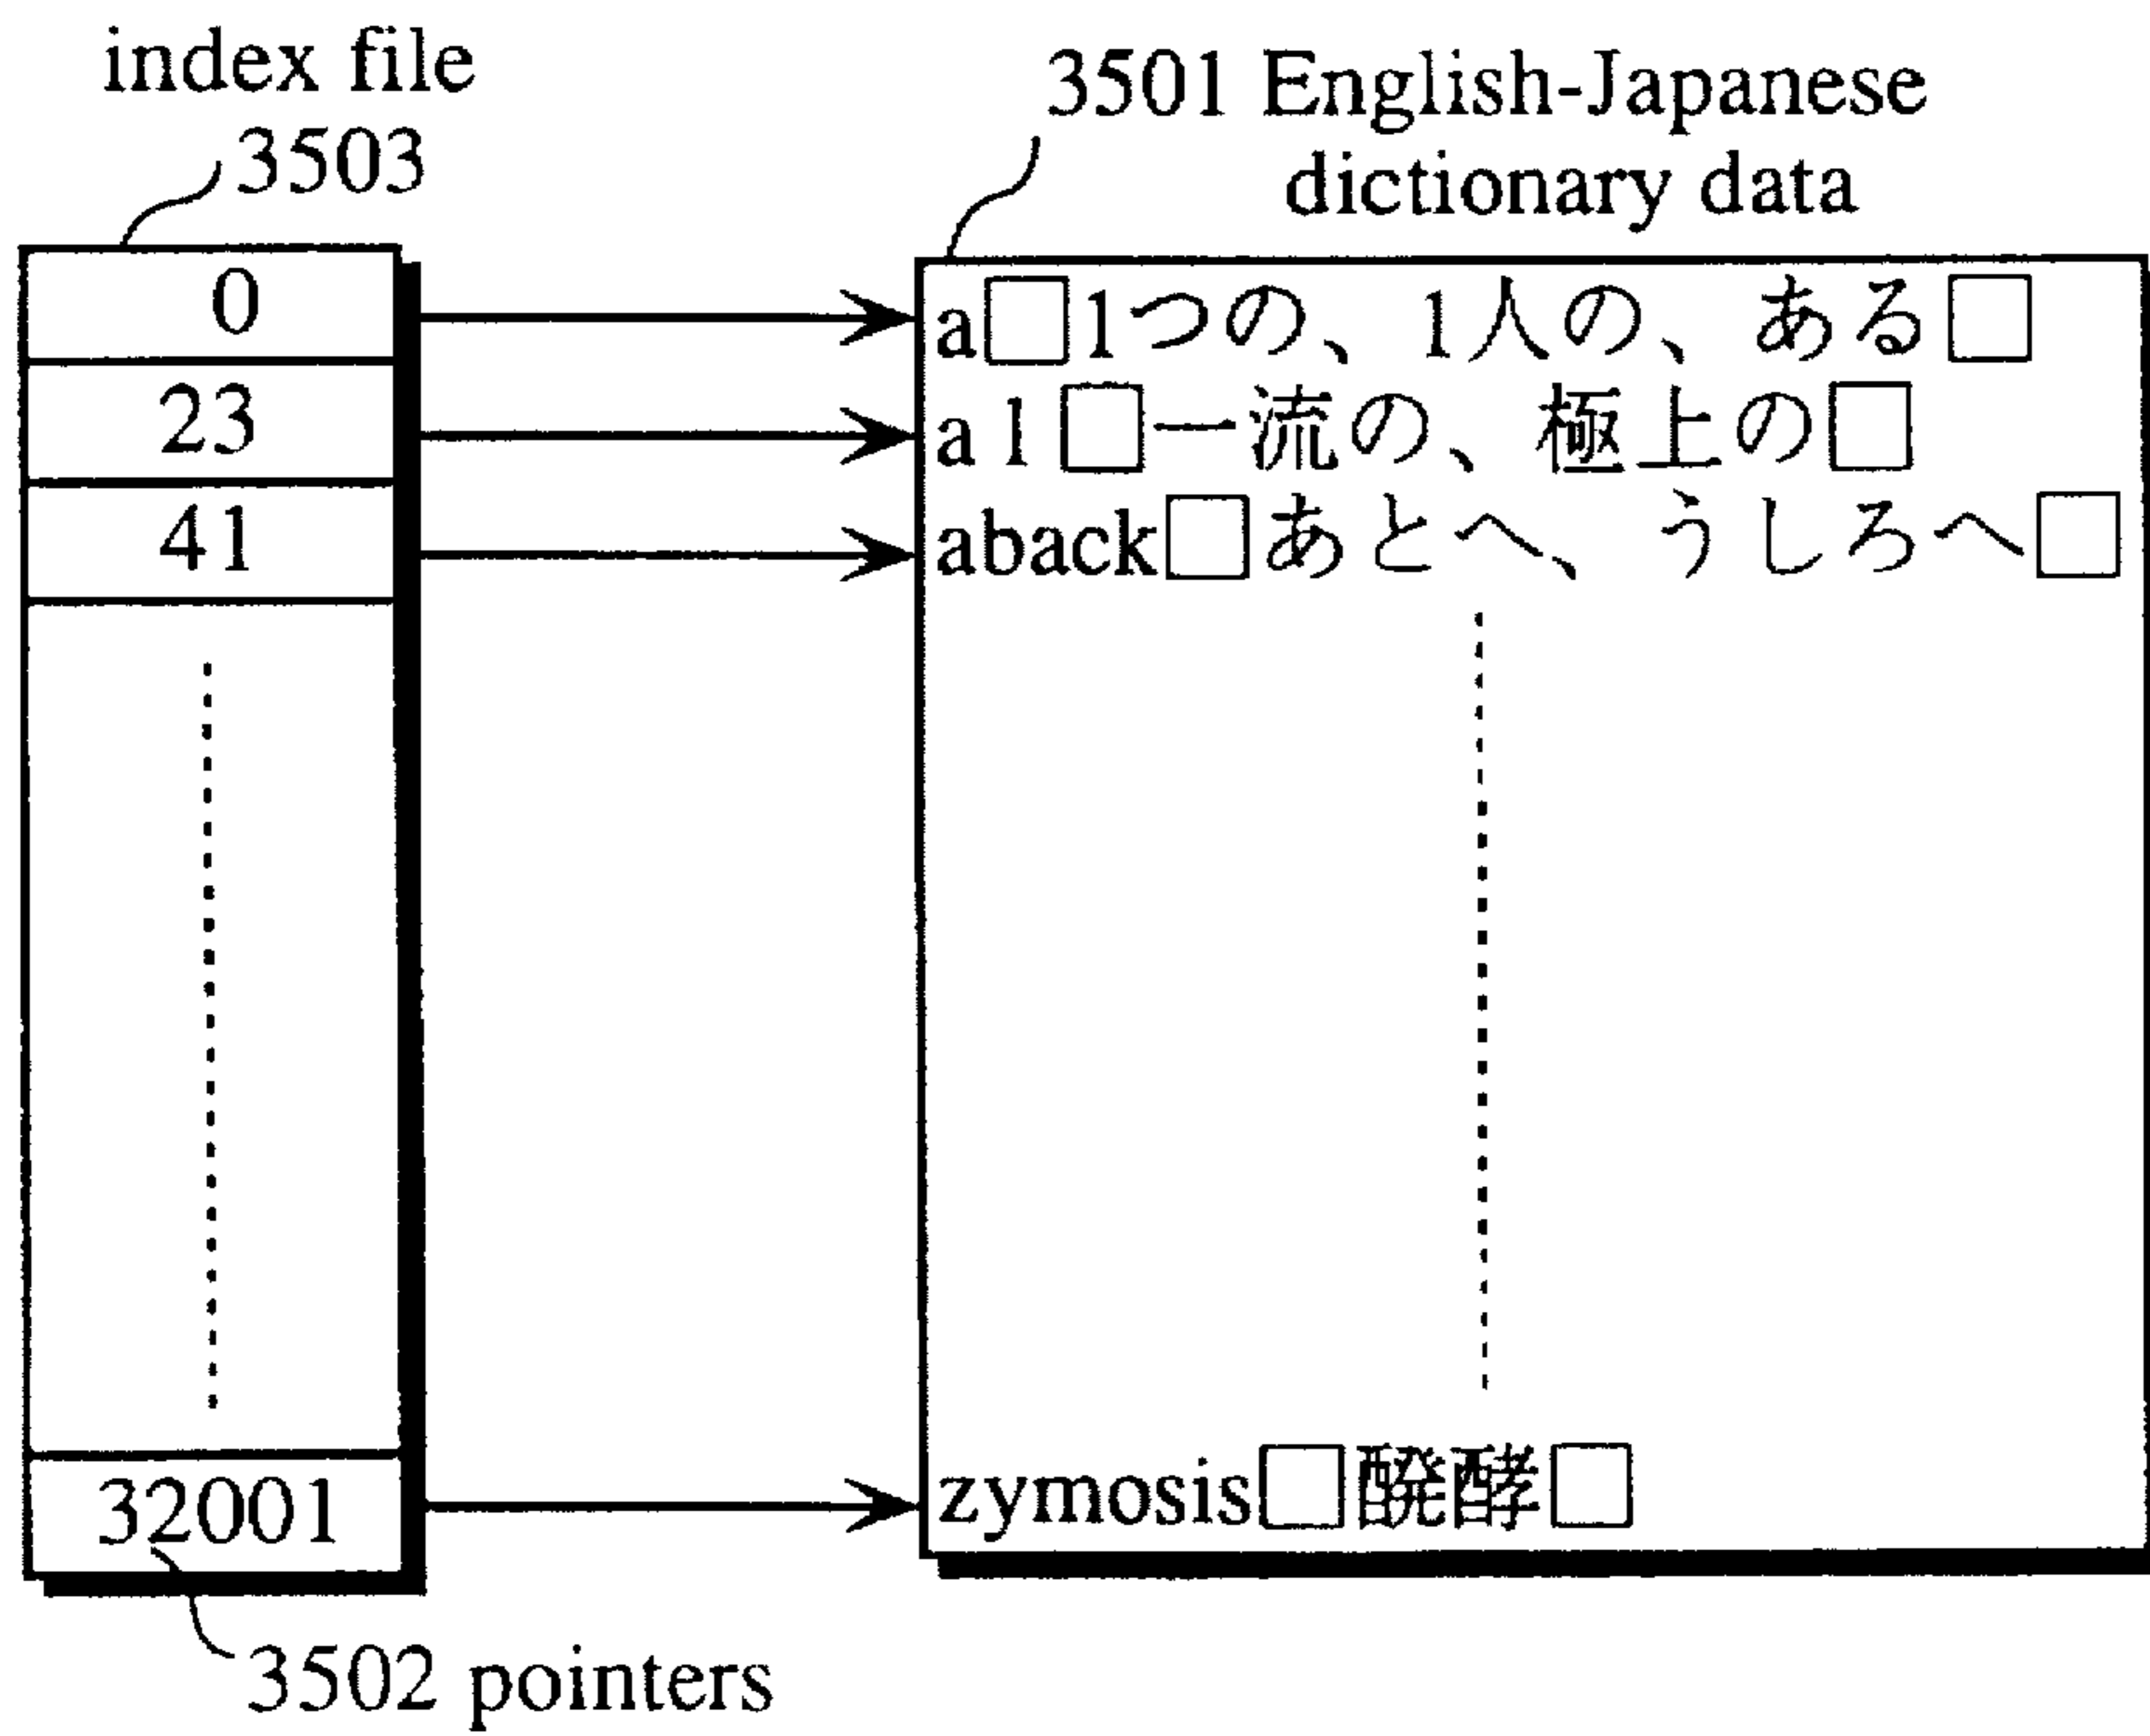 index file
3503
3501 English-Japanese
dictionary data
0
23
41
32001
a□1つの、1人の、ある□
a 1 □一流の、極上の□
aback□あとへ、うしろへ□
zymosis□醗酵□
3502 pointers